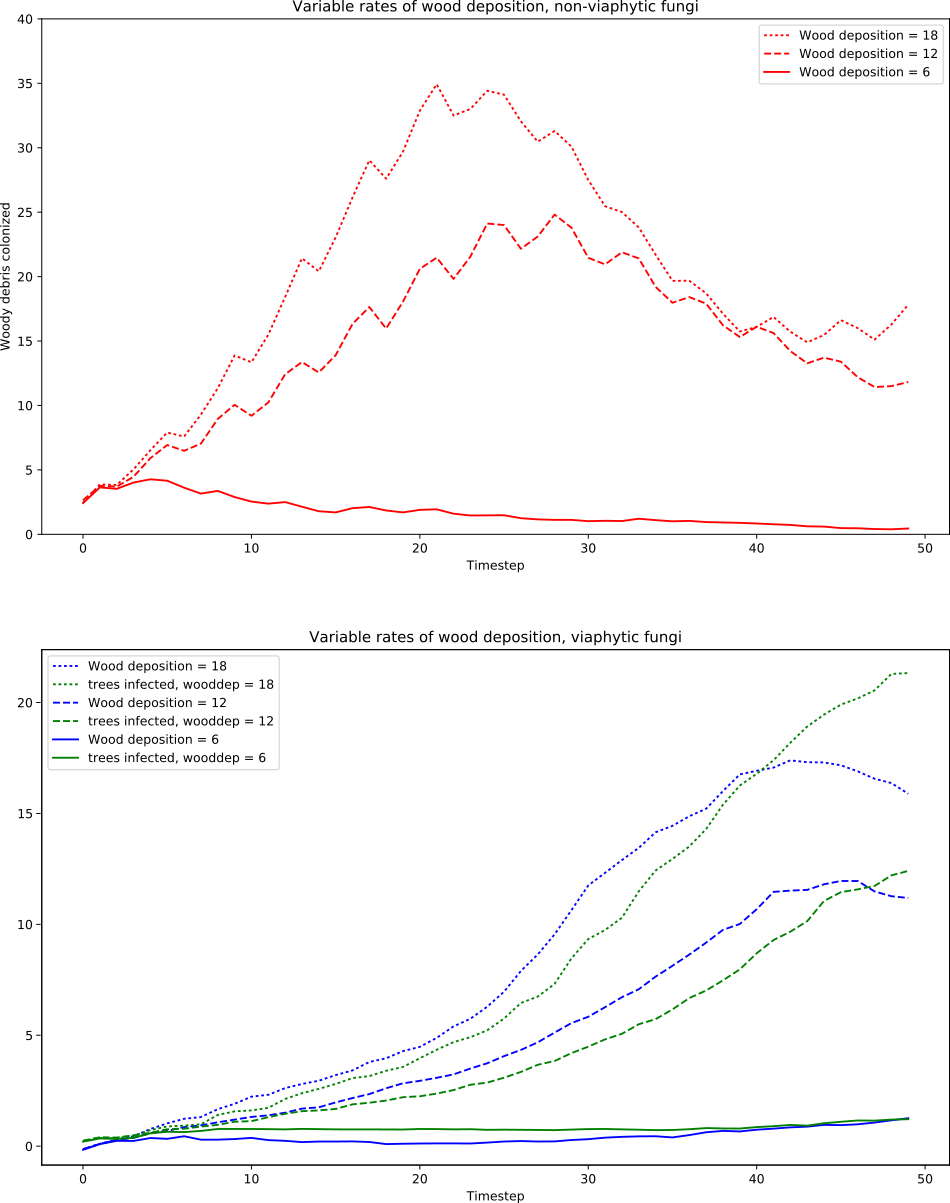 Variable rates of wood deposition, non-viaphytic fungi
40
35
30
25
20
15
10
5
0
Woody debris colonized
Wood deposition = 18
Wood deposition = 12
Wood deposition = 6
0 10 20 30 40 50
Timestep
Variable rates of wood deposition, viaphytic fungi
Wood deposition = 18
trees infected, wooddep = 18
Wood deposition = 12
trees infected, wooddep = 12
Wood deposition = 6
trees infected, wooddep = 6
20
15
10
5
0
0 10 20 30 40 50
Timestep